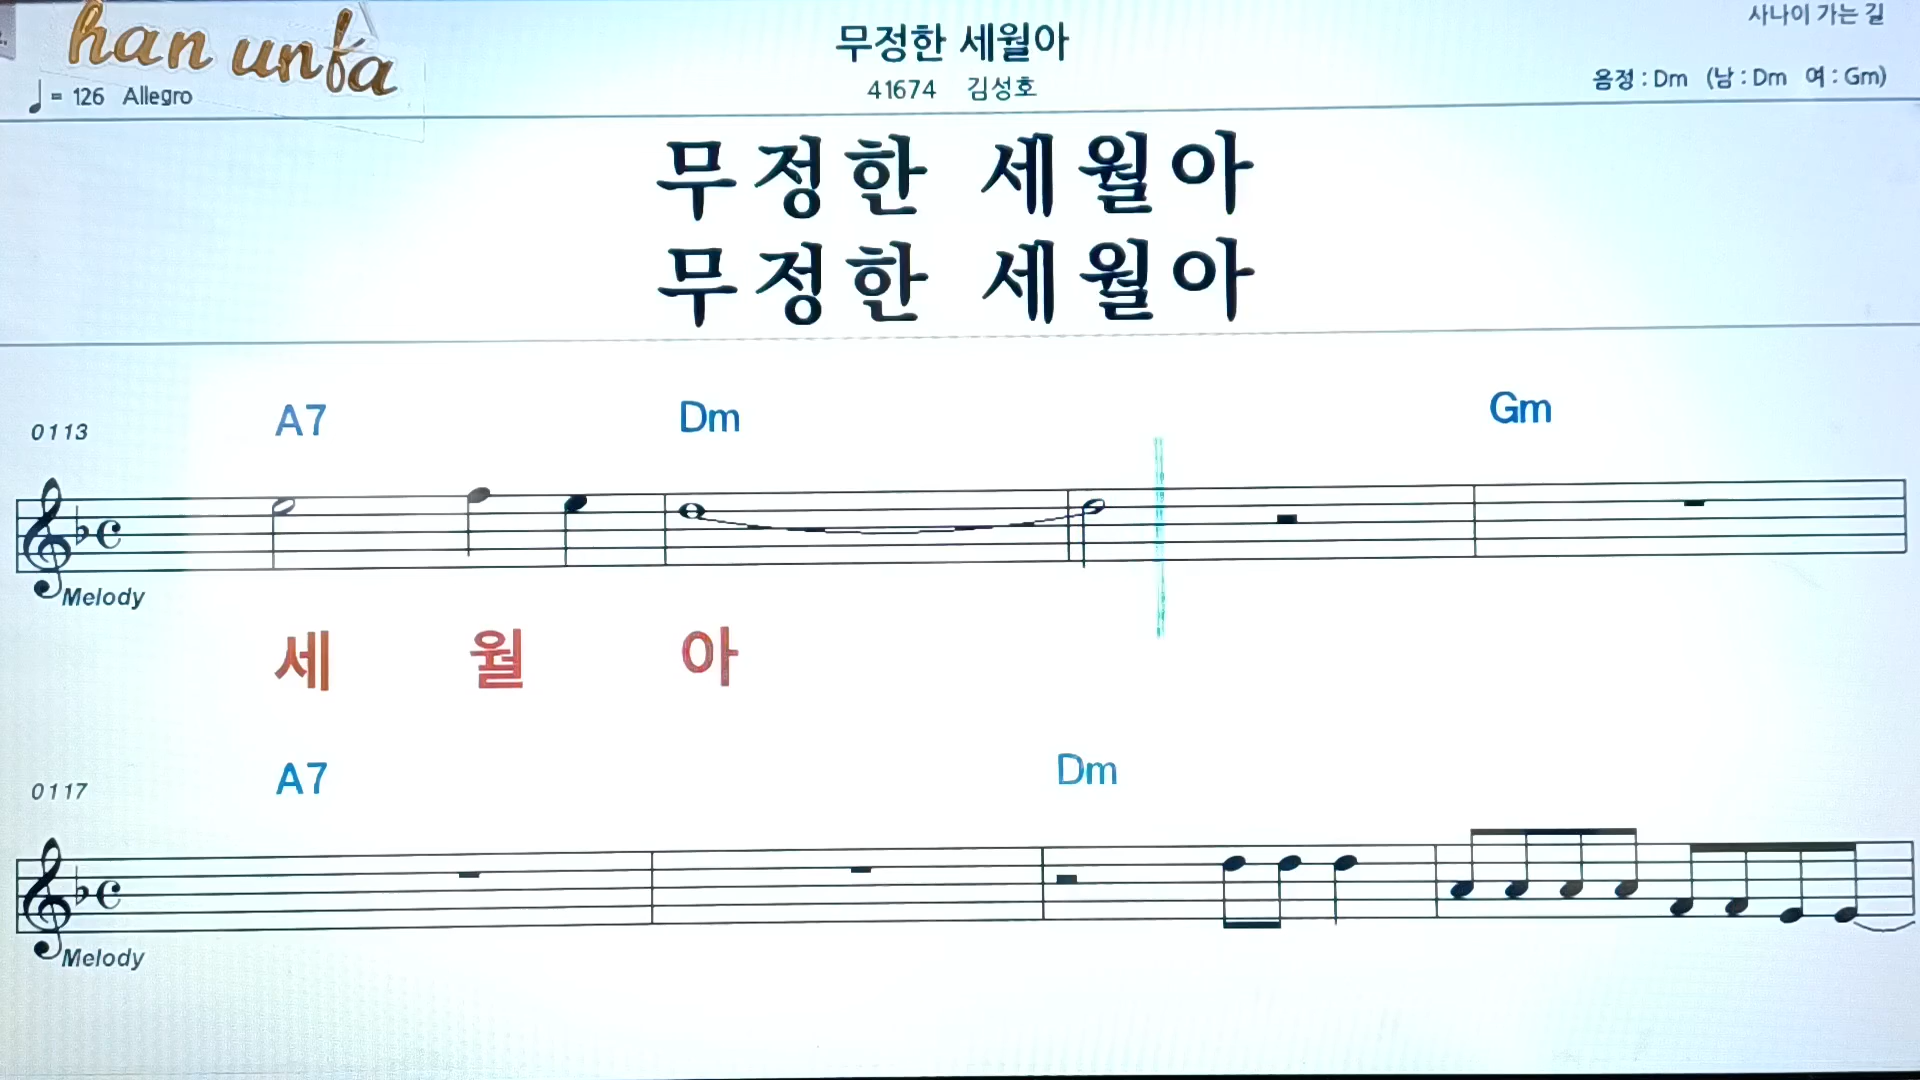 han unfa
무정한 세월아
사나이 가는 길
♩= 126 Allegro
41674 김성호
음정 : Dm (남 : Dm 여 : Gm)
무정한 세월아
무정한 세월아
0113 A7 Dm Gm
Melody
세 월 아
0117 A7 Dm
Melody